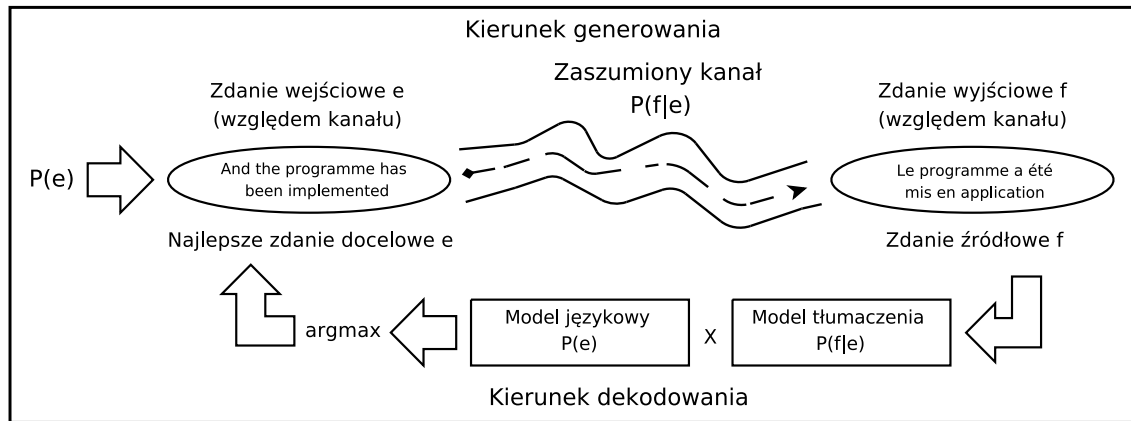 Kierunek generowania
Zaszumiony kanał
P(f|e)
Zdanie wejściowe e
(względem kanału)
Zdanie wyjściowe f
(względem kanału)
P(e)
And the programme has
been implemented
Le programme a été
mis en application
Najlepsze zdanie docelowe e
Zdanie źródłowe f
argmax
Model językowy
P(e)
X
Model tłumaczenia
P(f|e)
Kierunek dekodowania